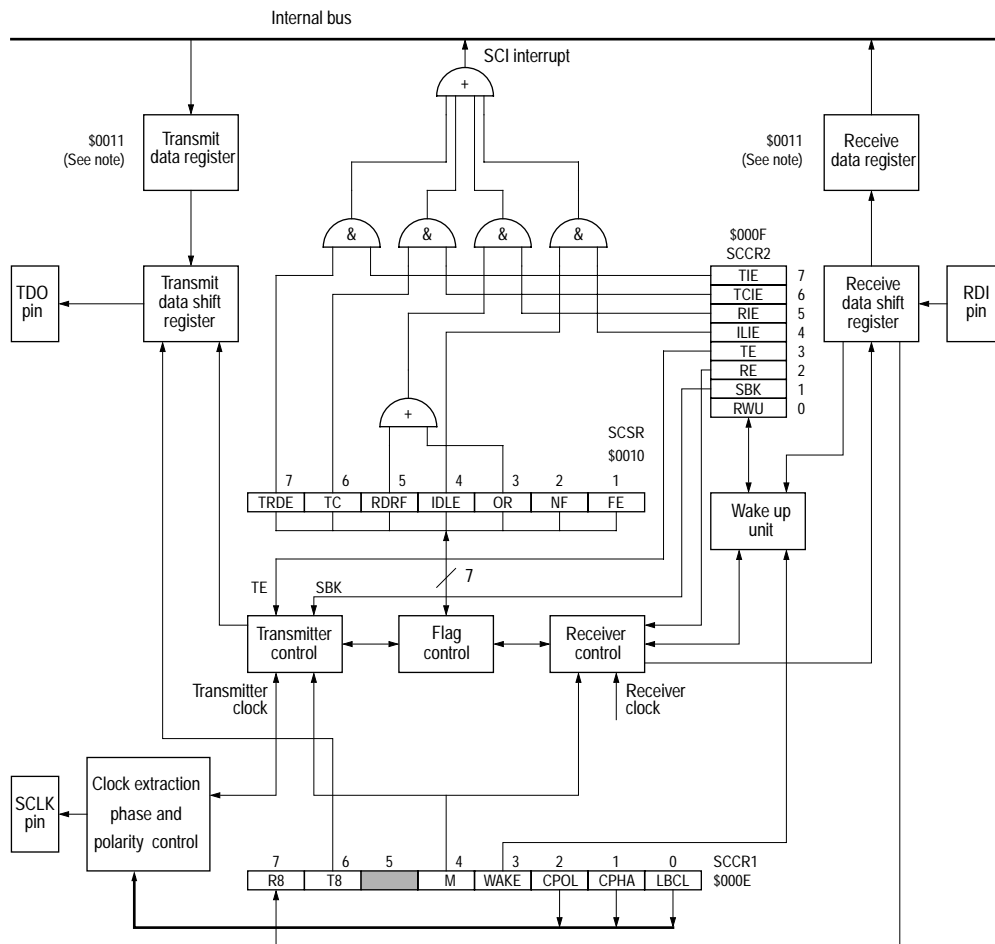 Internal bus
SCI interrupt
+
$0011
(See note)
Transmit
data register
$0011
(See note)
Receive
data register
&
&
&
&
$000F
SCCR2
TDO
pin
Transmit
data shift
register
TIE 7
TCIE 6
RIE 5
ILIE 4
TE 3
RE 2
SBK 1
RWU 0
Receive
data shift
register
RDI
pin
+
SCSR
$0010
7 6 5 4 3 2 1
TRDE TC RDRF IDLE OR NF FE
Wake up
unit
7
TE
SBK
Transmitter
control
Flag
control
Receiver
control
Transmitter
clock
Receiver
clock
SCLK
pin
Clock extraction
phase and
polarity control
7 6 5 4 3 2 1 0 SCCR1
R8 T8 M WAKE CPOL CPHA LBCL $000E